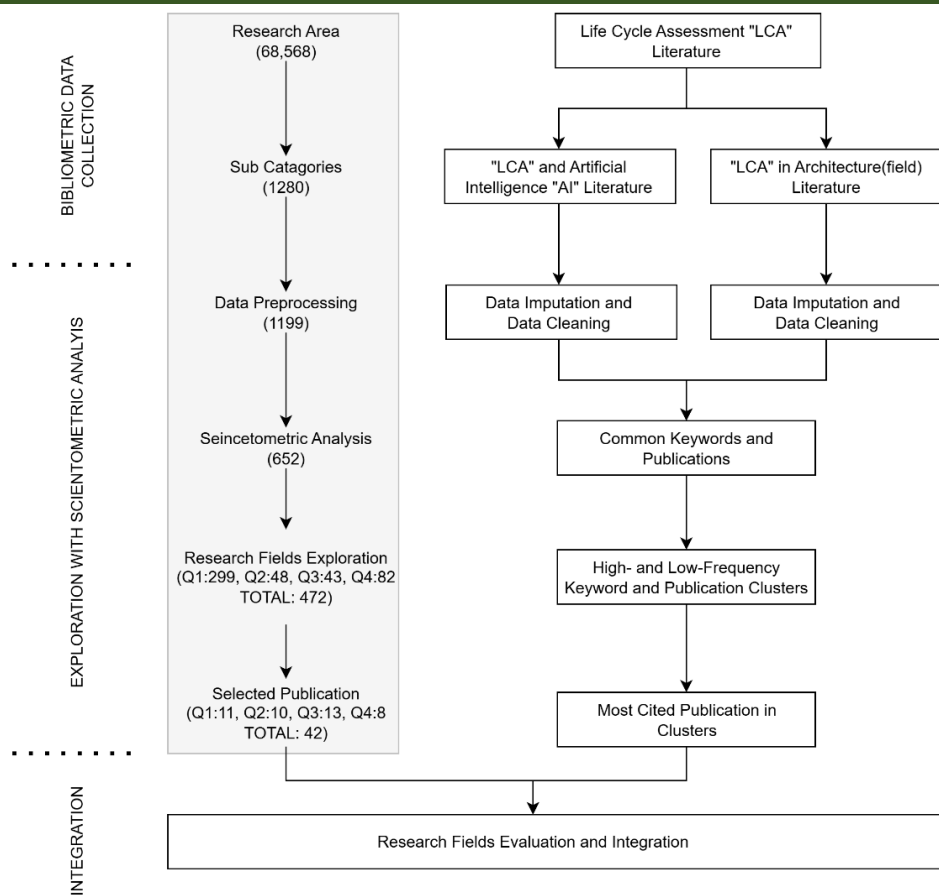 BIBLIOMETRIC DATA
COLLECTION
Research Area
(68,568)
Life Cycle Assessment "LCA"
Literature
Sub Catagories
(1280)
"LCA" and Artificial
Intelligence "AI" Literature
"LCA" in Architecture(field)
Literature
EXPLORATION WITH SCIENTOMETRIC ANALYIS
Data Preprocessing
(1199)
Data Imputation and
Data Cleaning
Data Imputation and
Data Cleaning
Seincetometric Analysis
(652)
Common Keywords and
Publications
Research Fields Exploration
(Q1:299, Q2:48, Q3:43, Q4:82
TOTAL: 472)
High- and Low-Frequency
Keyword and Publication Clusters
Selected Publication
(Q1:11, Q2:10, Q3:13, Q4:8
TOTAL: 42)
Most Cited Publication in
Clusters
INTEGRATION
Research Fields Evaluation and Integration